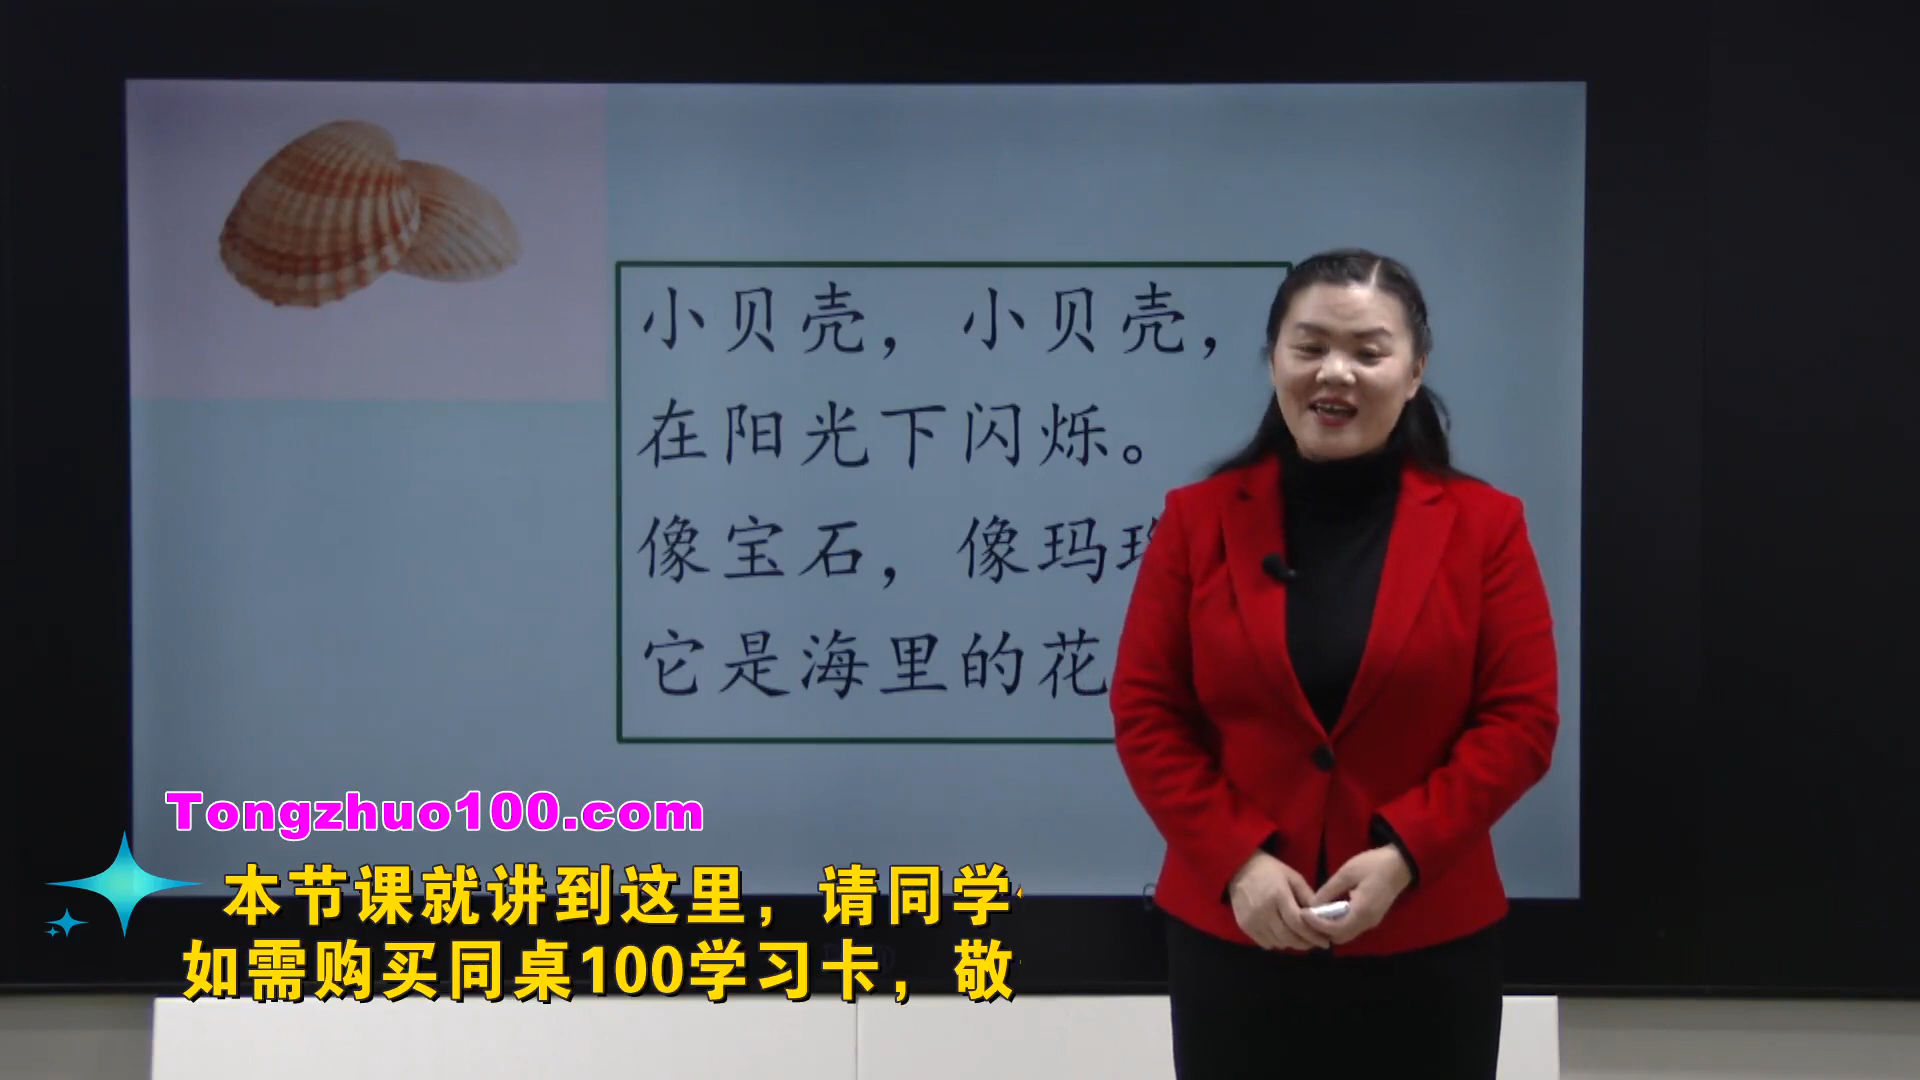 小贝壳，小贝壳，
在阳光下闪烁。
像宝石，像玛
它是海里的花
Tongzhuo100.com
本节课就讲到这里，请同学
如需购买同桌100学习卡，敬